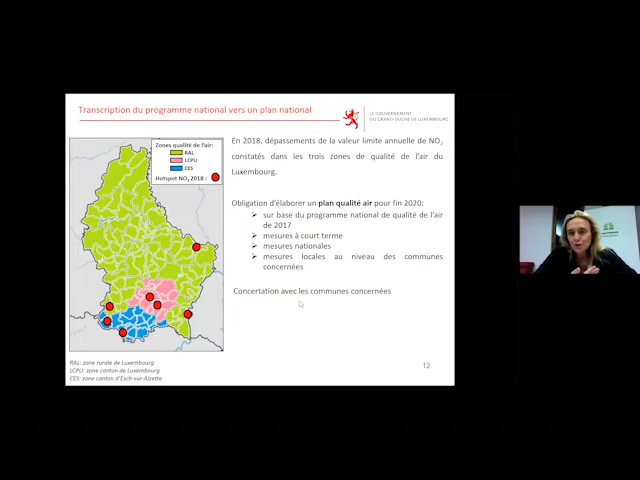 Transcription du programme national vers un plan national
LE GOUVERNEMENT
DU GRAND-DUCHÉ DE LUXEMBOURG
Zones qualité de l'air:
RAL
LCPU
CES
Hotspot NO2 2018 :
En 2018, dépassements de la valeur limite annuelle de NO2
constatés dans les trois zones de qualité de l'air du
Luxembourg.
Obligation d'élaborer un plan qualité air pour fin 2020:
➤ sur base du programme national de qualité de l'air
de 2017
➤ mesures à court terme
➤ mesures nationales
➤ mesures locales au niveau des communes
concernées
Concertation avec les communes concernées
RAL: zone rurale de Luxembourg
LCPU: zone canton de Luxembourg
CES: zone canton d'Esch-sur-Alzette
12